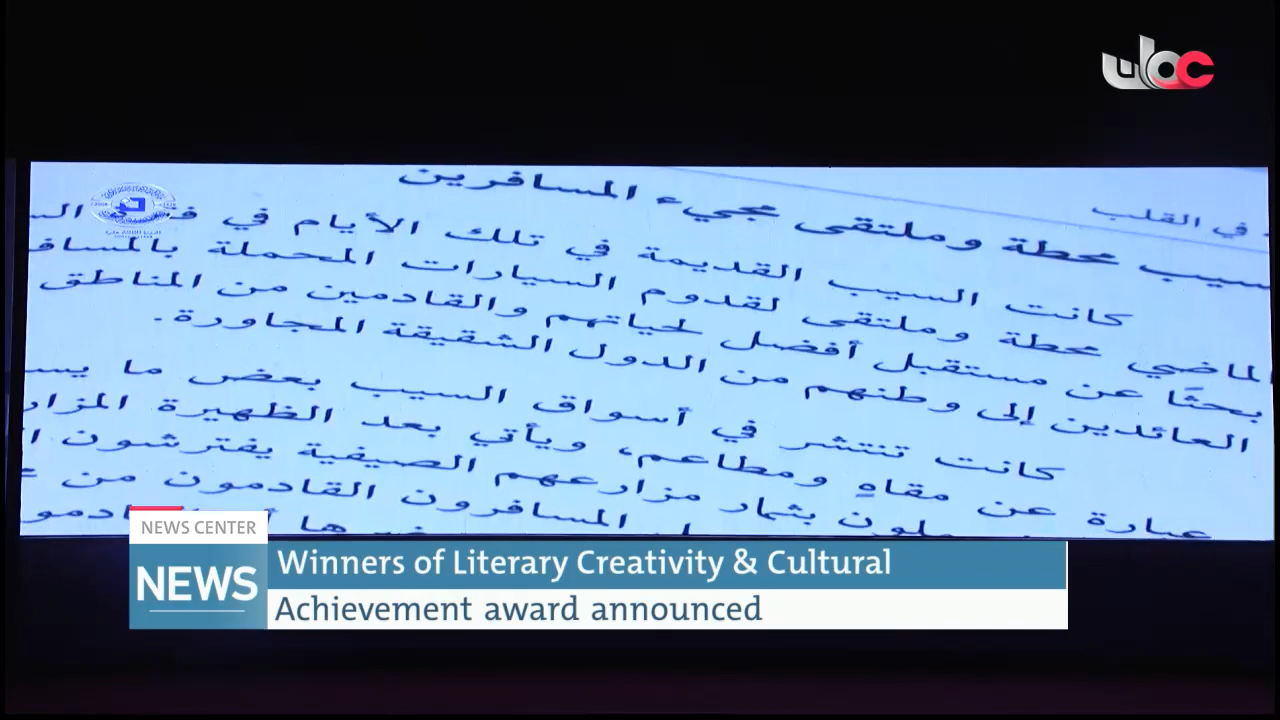 في القلب
السيب محطة وملتقى مجيء المسافرين
كانت السيب القديمة في تلك الأيام في
الماضي محطة وملتقى لقدوم السيارات المحملة
بحثًا عن مستقبل أفضل لحياتهم والقادمين من المناطق
العائدين إلى وطنهم من الدول الشقيقة المجاورة.
كانت تنتشر في أسواق السيب بعض ما
عبارة عن مقاهٍ ومطاعم، ويأتي بعد الظهيرة
بثمار مزارعهم الصيفية يفترشون
المسافرون القادمون من
NEWS CENTER
NEWS
Winners of Literary Creativity & Cultural
Achievement award announced